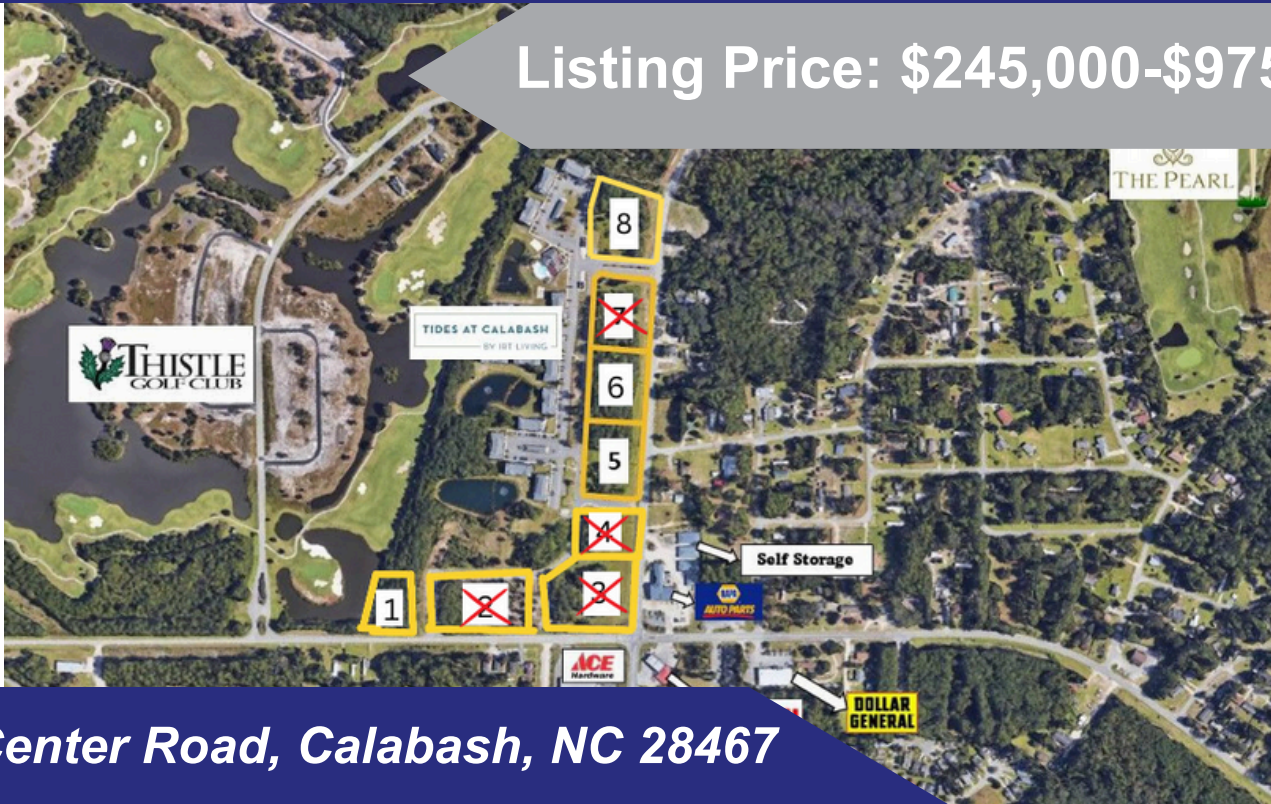 Listing Price: $245,000-$975
THE PEARL
8
7
TIDES AT CALABASH
BY IBT LIVING
THISTLE
GOLF CLUB
6
5
4
Self Storage
1
2
3
NAPA
AUTO PARTS
ACE
Hardware
DOLLAR
GENERAL
Center Road, Calabash, NC 28467